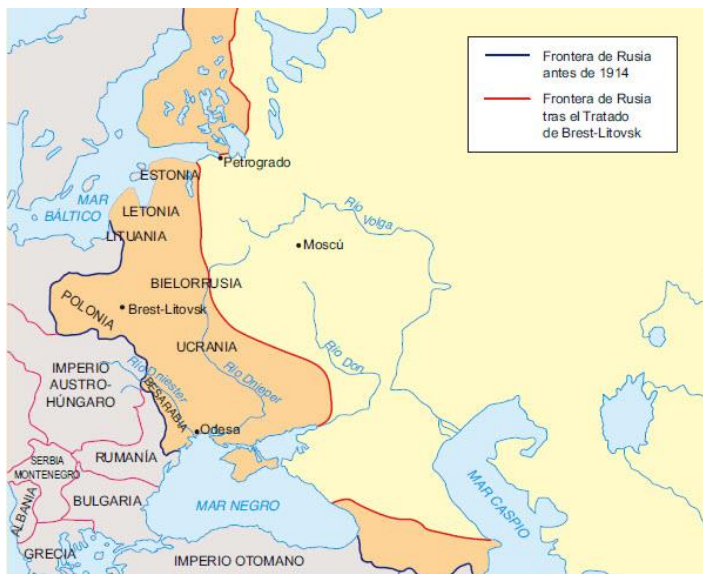 Frontera de Rusia
antes de 1914
Frontera de Rusia
tras el Tratado
de Brest-Litovsk
Petrogrado
ESTONIA
MAR
BÁLTICO
LETONIA
LITUANIA
Río
Volga
Moscú
BIELORRUSIA
POLONIA
Brest-Litovsk
UCRANIA
IMPERIO
AUSTRO-
HÚNGARO
Río Dniester
BESARABIA
Río Dnieper
Río Don
Odesa
SERBIA
MONTENEGRO
RUMANÍA
ALBANIA
BULGARIA
MAR NEGRO
MAR CASPIO
GRECIA
IMPERIO OTOMANO